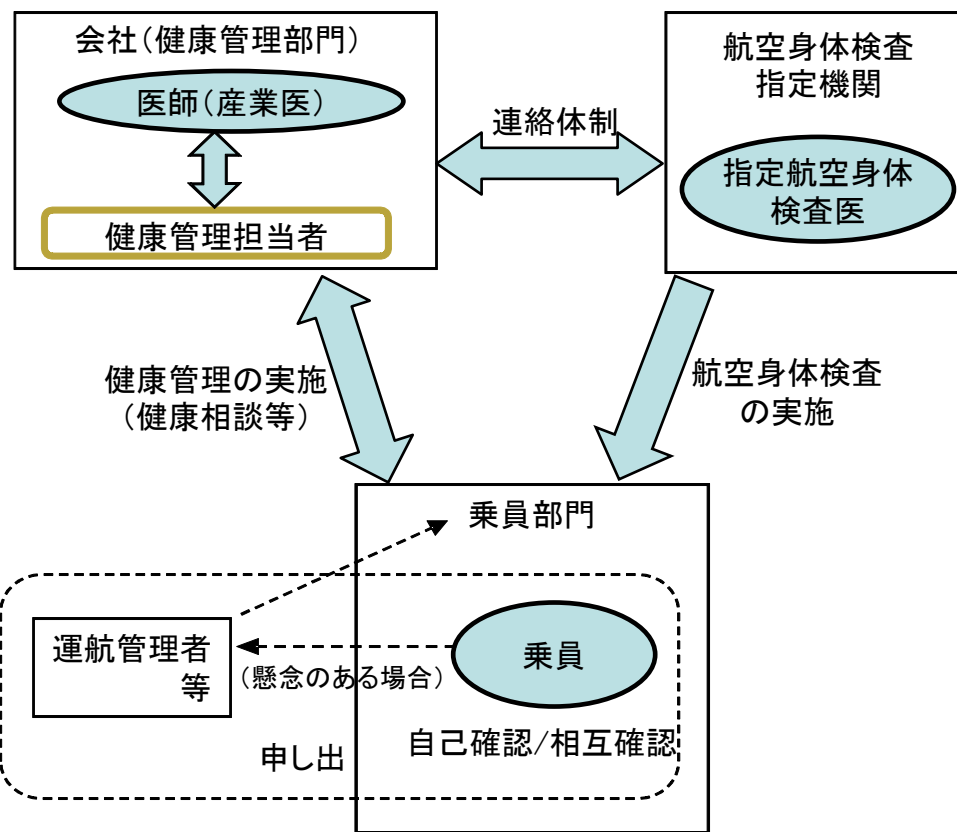 会社（健康管理部門）
医師（産業医）
健康管理担当者
連絡体制
航空身体検査
指定機関
指定航空身体
検査医
健康管理の実施
（健康相談等）
航空身体検査
の実施
乗員部門
運航管理者
等
（懸念のある場合）
乗員
自己確認/相互確認
申し出